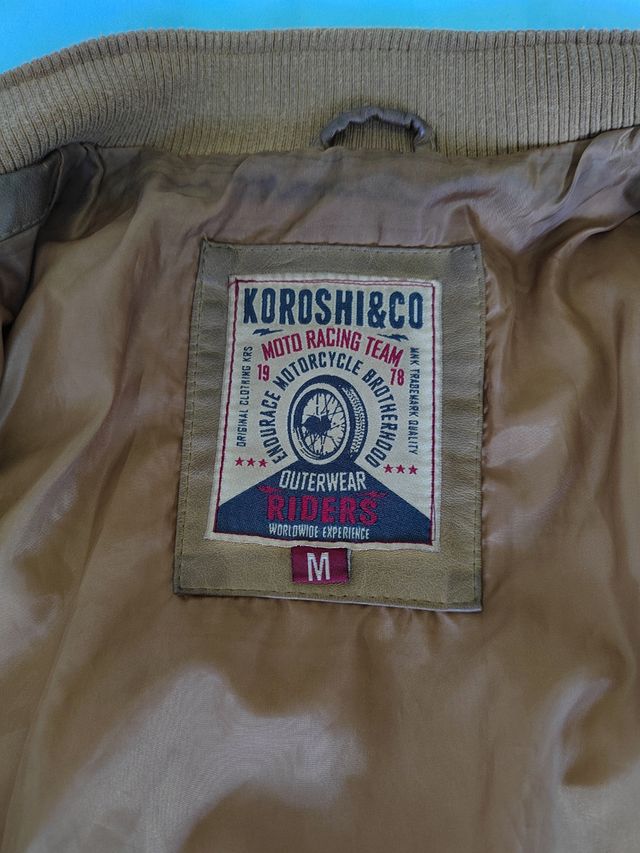 KOROSHI&CO
MOTO RACING TEAM
19 78
ENDURACE MOTORCYCLE BROTHERHOOD
ORIGINAL CLOTHING KRS
MNK TRADEMARK QUALITY
OUTERWEAR
RIDERS
WORLDWIDE EXPERIENCE
M